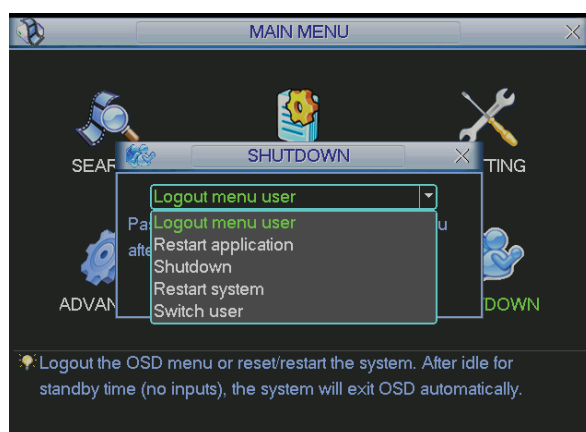 MAIN MENU
SEAR
TING
SHUTDOWN
Logout menu user
Pa
u
Logout menu user
afte
Restart application
Shutdown
Restart system
Switch user
ADVAN
DOWN
Logout the OSD menu or reset/restart the system. After idle for
standby time (no inputs), the system will exit OSD automatically.